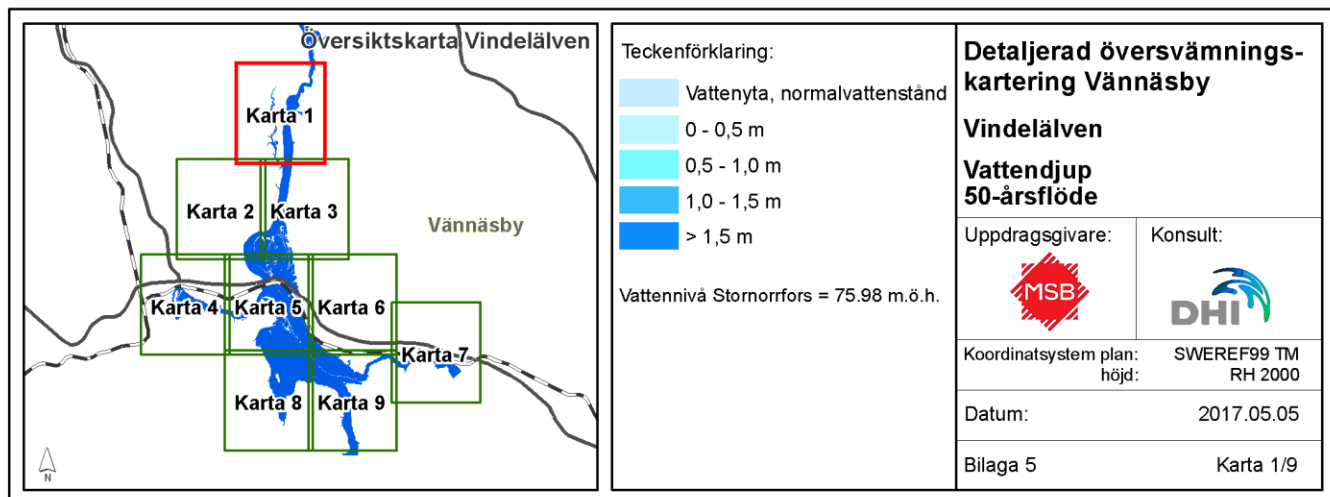 Översiktskarta Vindelälven
Karta 1
Karta 2
Karta 3
Vännäsby
Karta 4
Karta 5
Karta 6
Karta 7
Karta 8
Karta 9
N
Teckenförklaring:
Vattenyta, normalvattenstånd
0 - 0,5 m
0,5 - 1,0 m
1,0 - 1,5 m
> 1,5 m
Vattennivå Stornorrfors = 75.98 m.ö.h.
Detaljerad översvämnings-
kartering Vännäsby
Vindelälven
Vattendjup
50-årsflöde
Uppdragsgivare:
MSB
Konsult:
DHI
Koordinatsystem plan: SWEREF99 TM
höjd: RH 2000
Datum: 2017.05.05
Bilaga 5 Karta 1/9